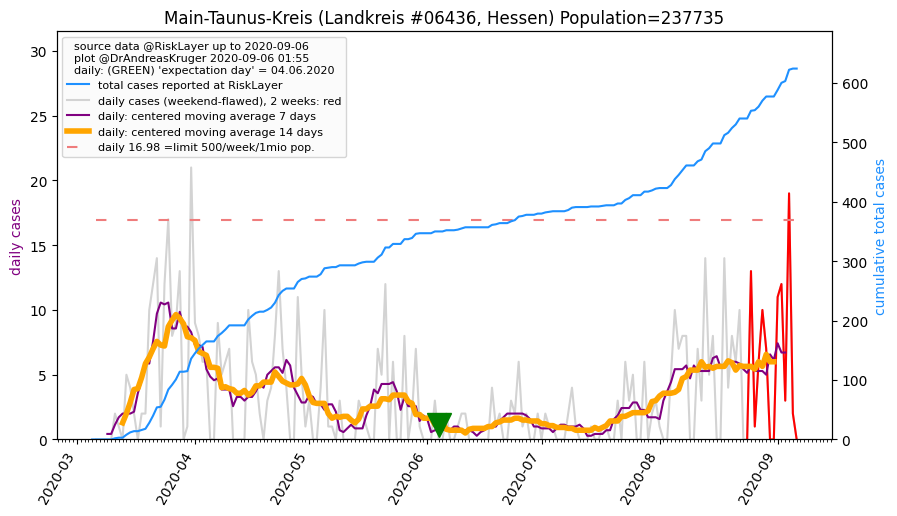 Main-Taunus-Kreis (Landkreis #06436, Hessen) Population=237735
source data @RiskLayer up to 2020-09-06
plot @DrAndreasKruger 2020-09-06 01:55
daily: (GREEN) 'expectation day' = 04.06.2020
total cases reported at RiskLayer
daily cases (weekend-flawed), 2 weeks: red
daily: centered moving average 7 days
daily: centered moving average 14 days
daily 16.98 =limit 500/week/1mio pop.
daily cases
30
25
20
15
10
5
0
cumulative total cases
600
500
400
300
200
100
0
2020-03
2020-04
2020-05
2020-06
2020-07
2020-08
2020-09